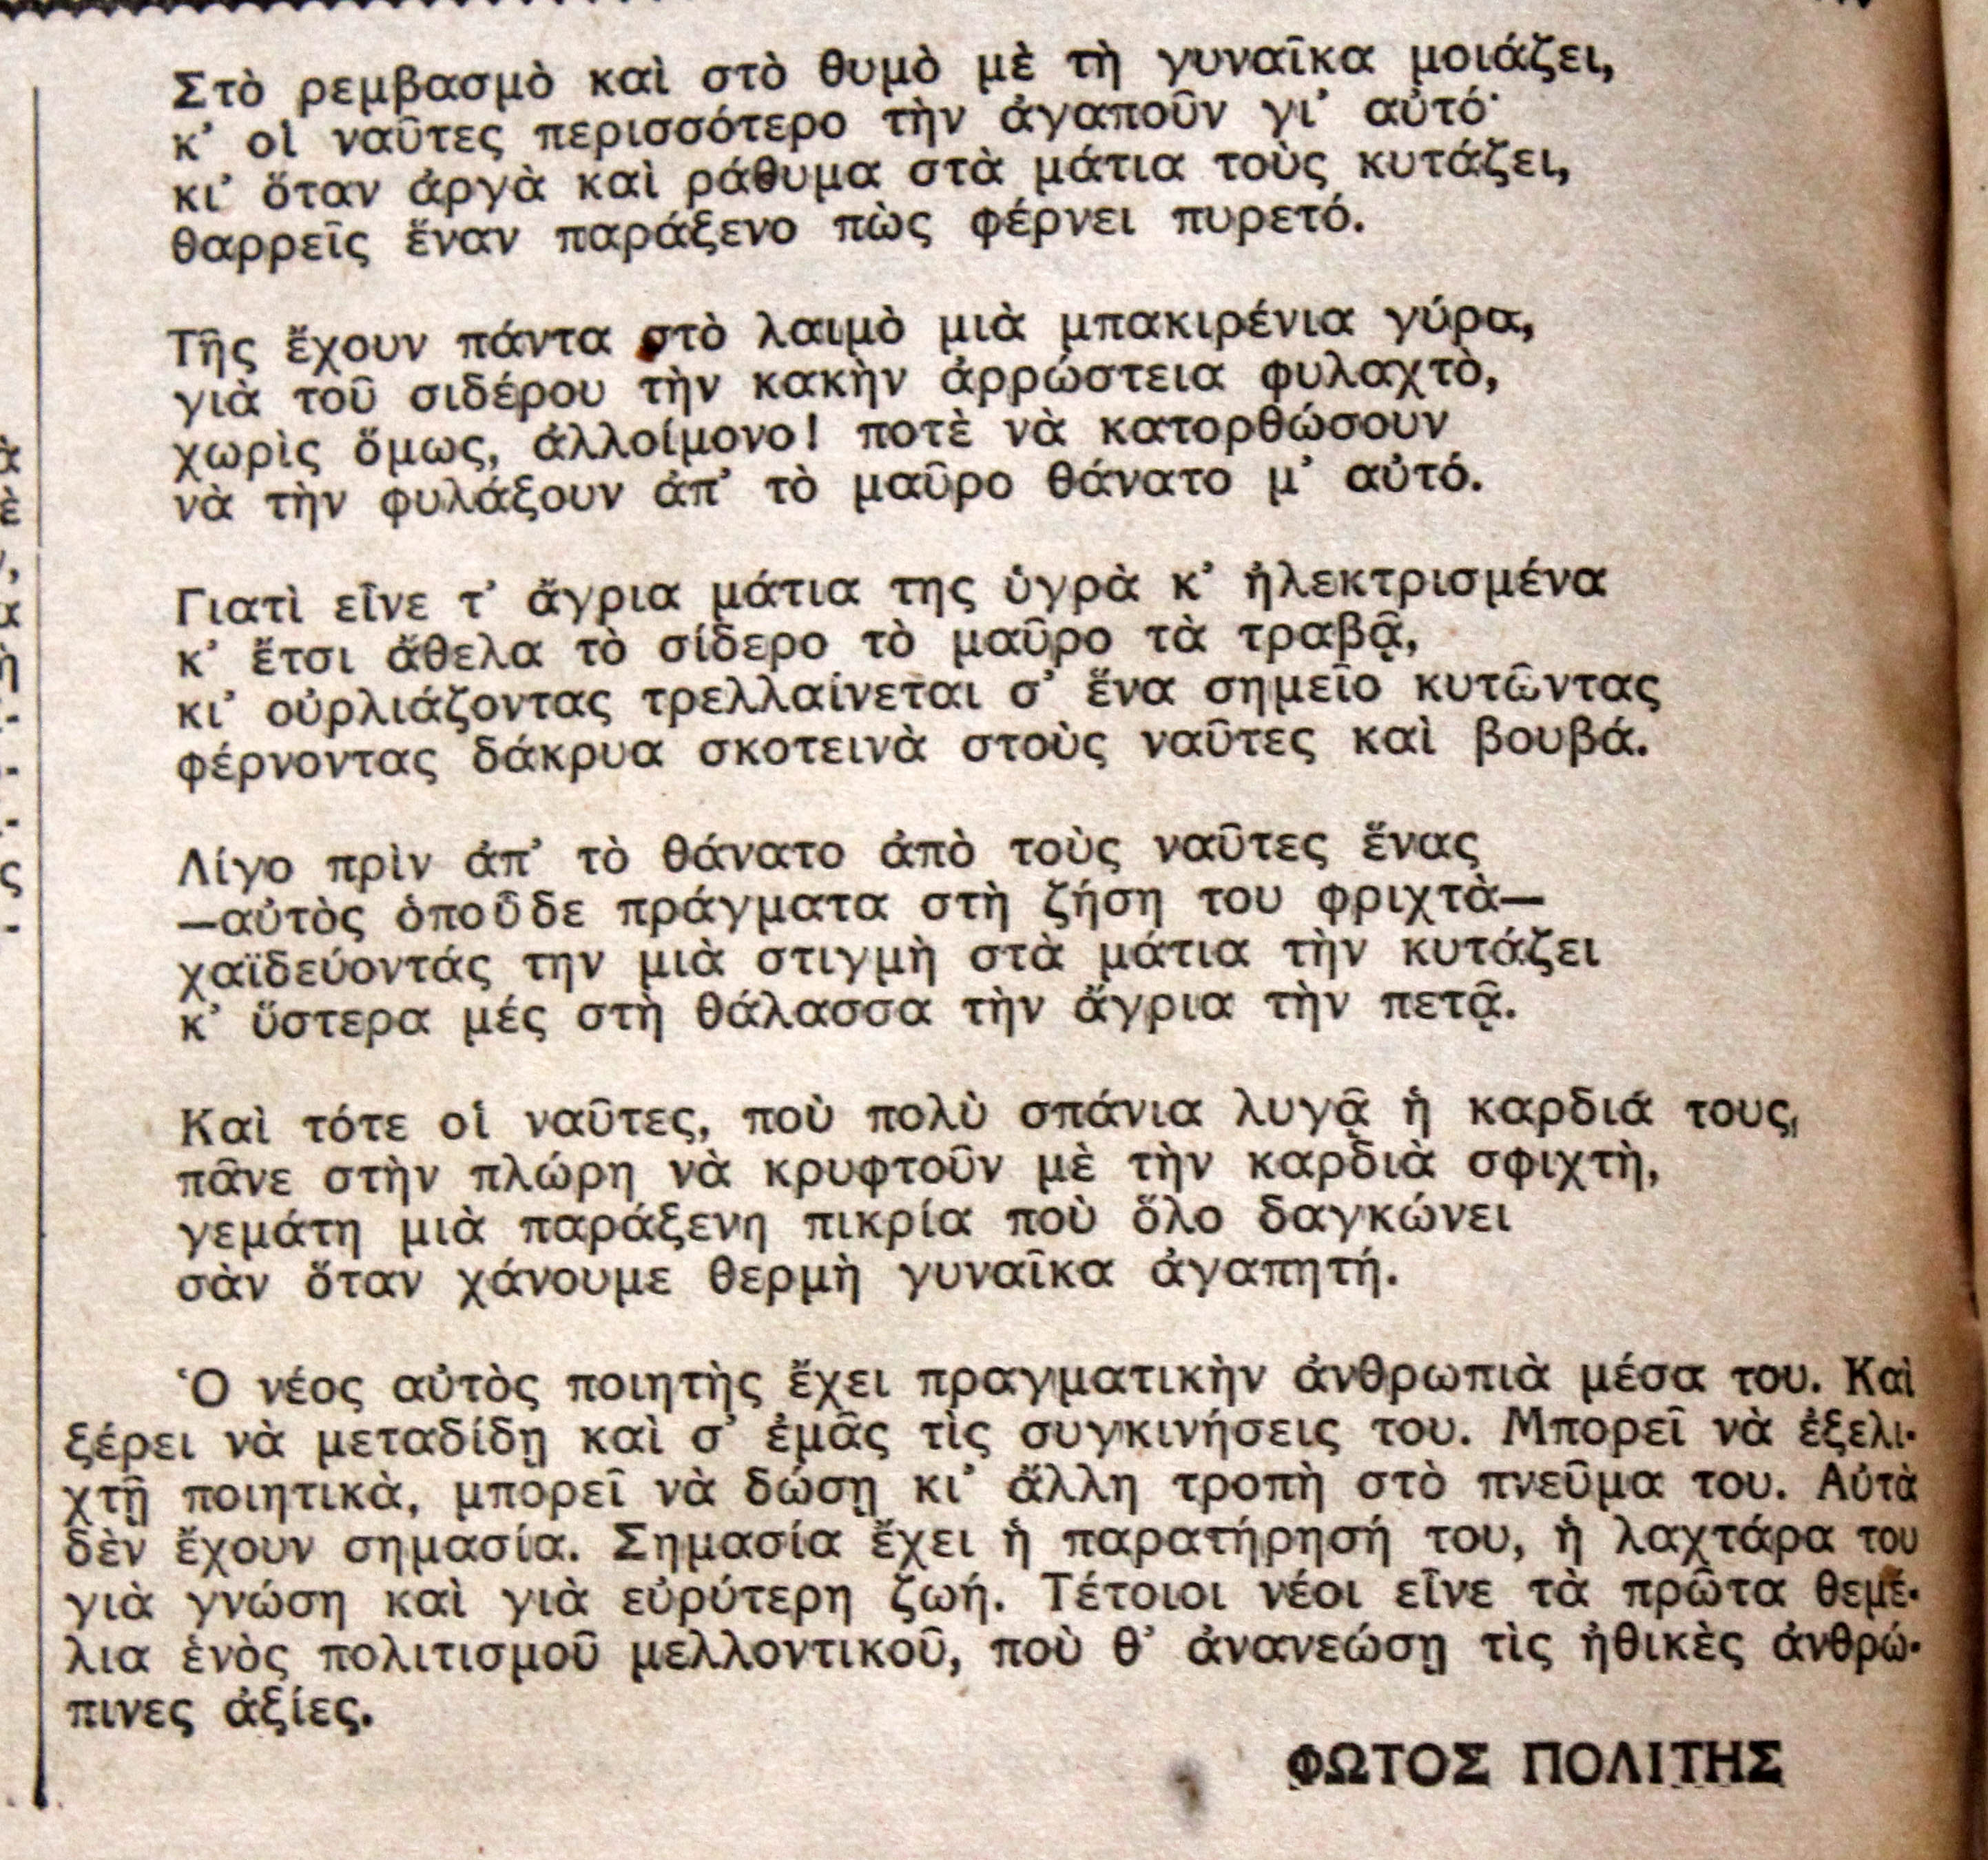 Στὸ ρεμβασμὸ καὶ στὸ θυμὸ μὲ τὴ γυναῖκα μοιάζει,
κ' οἱ ναῦτες περισσότερο τὴν ἀγαποῦν γι' αὐτό·
κι' ὅταν ἀργὰ καὶ ράθυμα στὰ μάτια τοὺς κυτάζει,
θαρρεῖς ἕναν παράξενο πὼς φέρνει πυρετό.
Τῆς ἔχουν πάντα στὸ λαιμὸ μιὰ μπακιρένια γύρα,
γιὰ τοῦ σιδέρου τὴν κακὴν ἀρρώστεια φυλαχτὸ,
χωρὶς ὅμως, ἀλλοίμονο! ποτὲ νὰ κατορθώσουν
νὰ τὴν φυλάξουν ἀπ' τὸ μαῦρο θάνατο μ' αὐτό.
Γιατὶ εἶνε τ' ἄγρια μάτια της ὑγρὰ κ' ἠλεκτρισμένα
κ' ἔτσι ἄθελα τὸ σίδερο τὸ μαῦρο τὰ τραβᾷ,
κι' οὐρλιάζοντας τρελλαίνεται σ' ἕνα σημεῖο κυτῶντας
φέρνοντας δάκρυα σκοτεινὰ στοὺς ναῦτες καὶ βουβά.
Λίγο πρὶν ἀπ' τὸ θάνατο ἀπὸ τοὺς ναῦτες ἕνας
—αὐτὸς ὁποῦδε πράγματα στὴ ζήση του φριχτὰ—
χαϊδεύοντάς την μιὰ στιγμὴ στὰ μάτια τὴν κυτάζει
κ' ὕστερα μές στὴ θάλασσα τὴν ἄγρια τὴν πετᾷ.
Καὶ τότε οἱ ναῦτες, ποὺ πολὺ σπάνια λυγᾷ ἡ καρδιά τους,
πᾶνε στὴν πλώρη νὰ κρυφτοῦν μὲ τὴν καρδιὰ σφιχτὴ,
γεμάτη μιὰ παράξενη πικρία ποὺ ὅλο δαγκώνει
σὰν ὅταν χάνουμε θερμὴ γυναῖκα ἀγαπητή.
Ὁ νέος αὐτὸς ποιητὴς ἔχει πραγματικὴν ἀνθρωπιὰ μέσα του. Καὶ
ξέρει νὰ μεταδίδῃ καὶ σ' ἐμᾶς τὶς συγκινήσεις του. Μπορεῖ νὰ ἐξελι-
χτῇ ποιητικὰ, μπορεῖ νὰ δώσῃ κι' ἄλλη τροπὴ στὸ πνεῦμα του. Αὐτὰ
δὲν ἔχουν σημασία. Σημασία ἔχει ἡ παρατήρησή του, ἡ λαχτάρα του
γιὰ γνώση καὶ γιὰ εὐρύτερη ζωή. Τέτοιοι νέοι εἶνε τὰ πρῶτα θεμέ-
λια ἑνὸς πολιτισμοῦ μελλοντικοῦ, ποὺ θ' ἀνανεώσῃ τὶς ἠθικὲς ἀνθρώ-
πινες ἀξίες.
ΦΩΤΟΣ ΠΟΛΙΤΗΣ